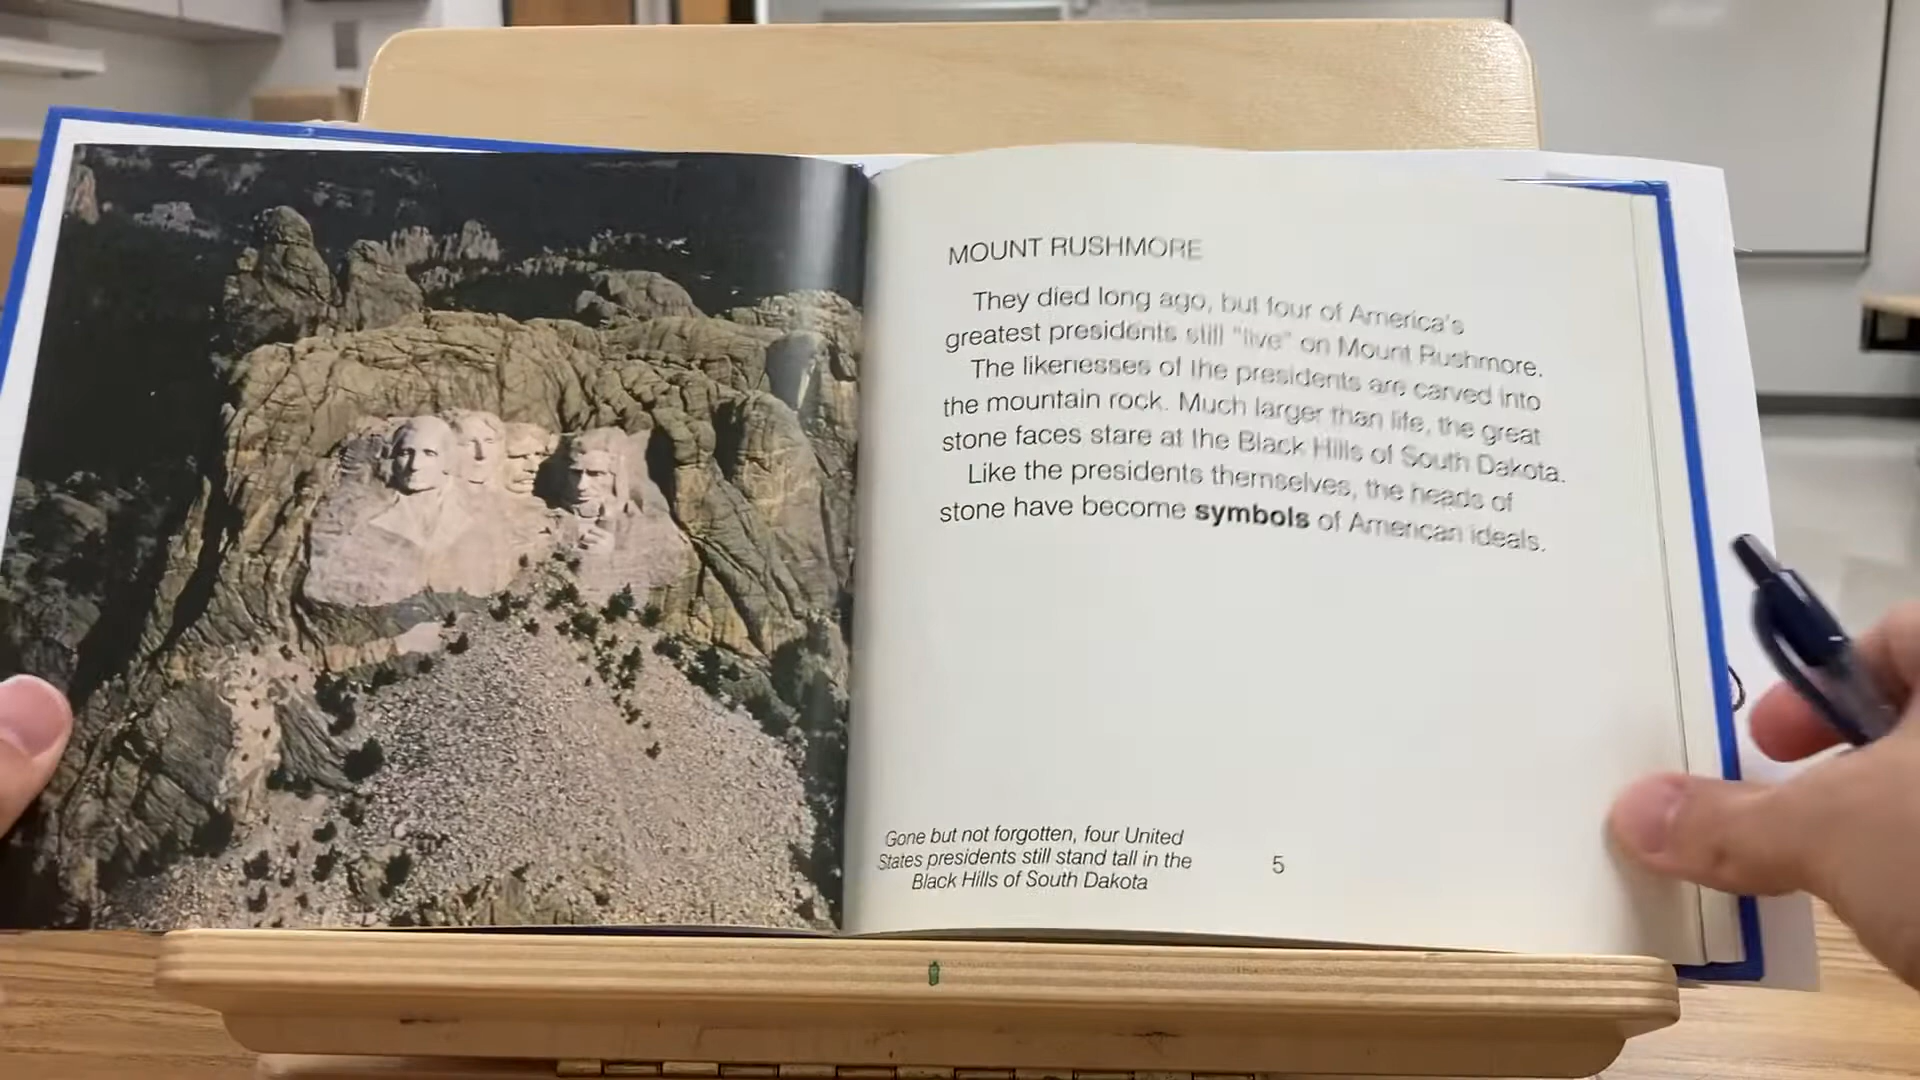 MOUNT RUSHMORE
They died long ago, but four of America's
greatest presidents still "live" on Mount Rushmore.
The likenesses of the presidents are carved into
the mountain rock. Much larger than life, the great
stone faces stare at the Black Hills of South Dakota.
Like the presidents themselves, the heads of
stone have become symbols of American ideals.
Gone but not forgotten, four United
States presidents still stand tall in the
Black Hills of South Dakota
5